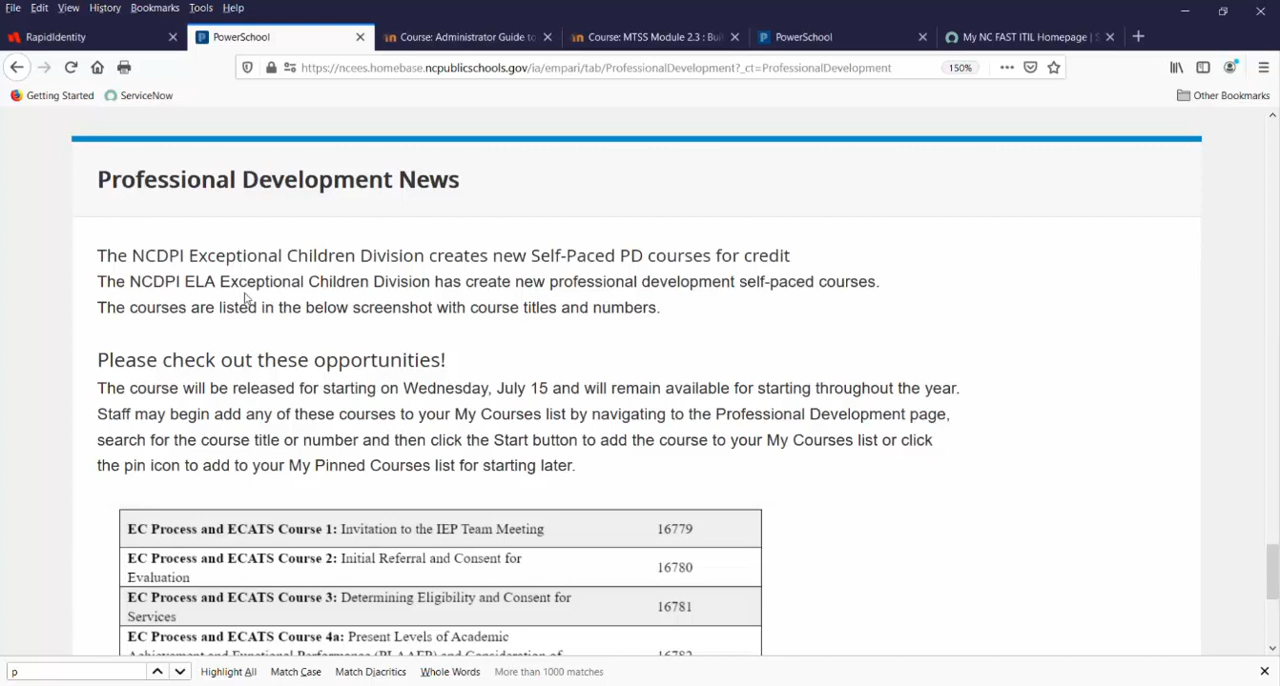 File Edit View History Bookmarks Tools Help
RapidIdentity PowerSchool Course: Administrator Guide to Course: MTSS Module 2.3 : Bui PowerSchool My NC FAST ITIL Homepage | S
https://ncees.homebase.ncpublicschools.gov/ia/empari/tab/ProfessionalDevelopment?_ct=ProfessionalDevelopment 150%
Getting Started ServiceNow Other Bookmarks
Professional Development News
The NCDPI Exceptional Children Division creates new Self-Paced PD courses for credit
The NCDPI ELA Exceptional Children Division has create new professional development self-paced courses.
The courses are listed in the below screenshot with course titles and numbers.
Please check out these opportunities!
The course will be released for starting on Wednesday, July 15 and will remain available for starting throughout the year.
Staff may begin add any of these courses to your My Courses list by navigating to the Professional Development page,
search for the course title or number and then click the Start button to add the course to your My Courses list or click
the pin icon to add to your My Pinned Courses list for starting later.
EC Process and ECATS Course 1: Invitation to the IEP Team Meeting 16779
EC Process and ECATS Course 2: Initial Referral and Consent for
Evaluation 16780
EC Process and ECATS Course 3: Determining Eligibility and Consent for
Services 16781
EC Process and ECATS Course 4a: Present Levels of Academic
Achievement and Functional Performance (PLAAFP) and Consideration of 16782
p Highlight All Match Case Match Diacritics Whole Words More than 1000 matches